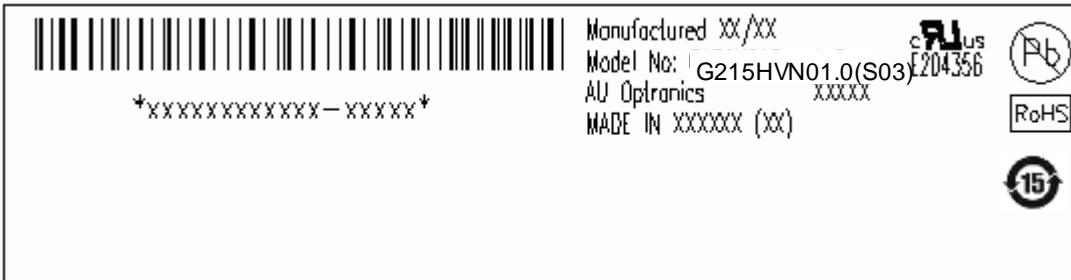 *XXXXXXXXXXXX-XXXXX*
Manufactured XX/XX
Model No: G215HVN01.0(S03)
AU Optronics XXXXX
MADE IN XXXXXX (XX)
c US
E204356
Pb
RoHS
15